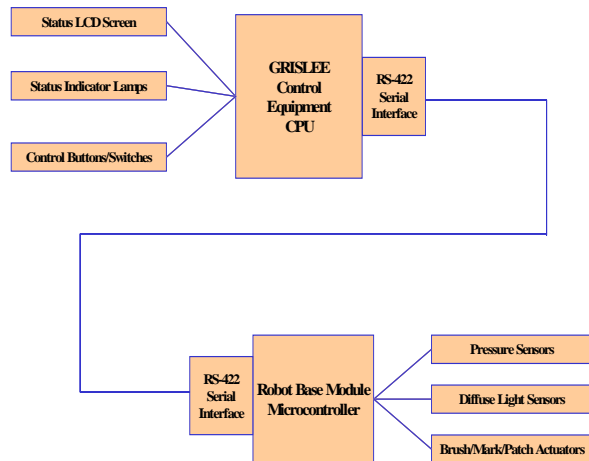 Status LCD Screen
Status Indicator Lamps
Control Buttons/Switches
GRISLEE
Control
Equipment
CPU
RS-422
Serial
Interface
RS-422
Serial
Interface
Robot Base Module
Microcontroller
Pressure Sensors
Diffuse Light Sensors
Brush/Mark/Patch Actuators